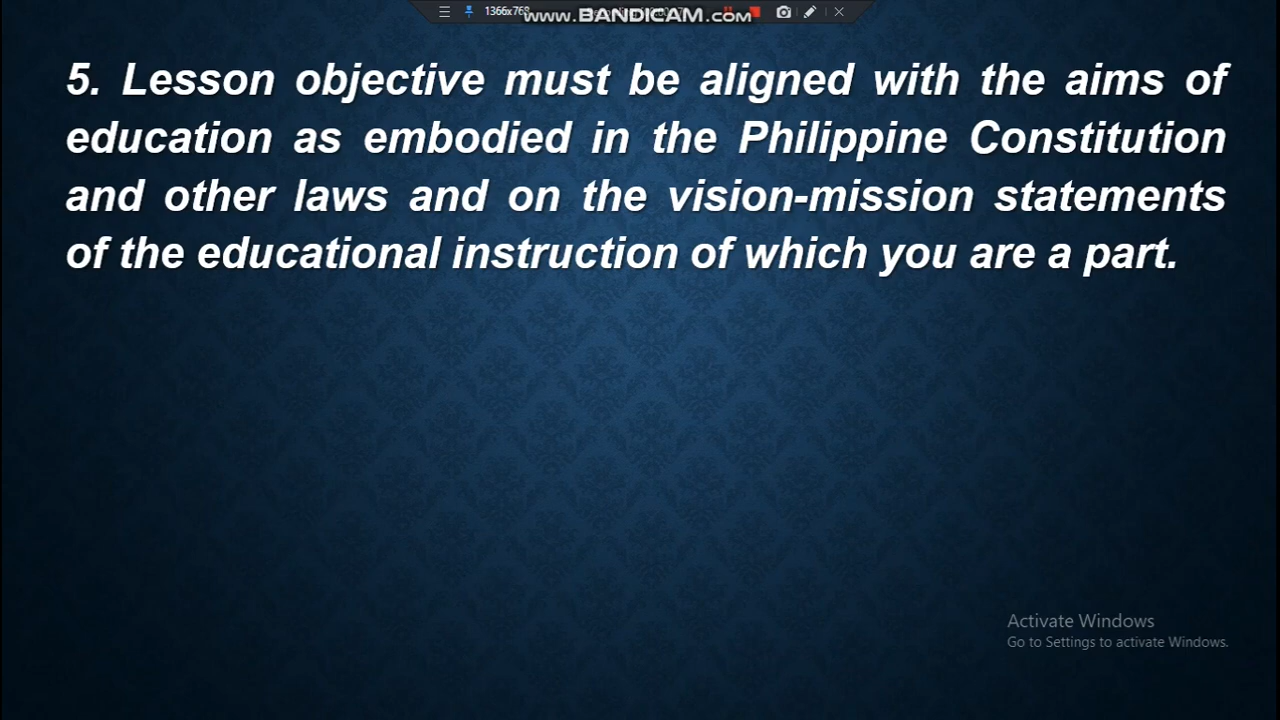 1366x768
www.BANDICAM.com
5. Lesson objective must be aligned with the aims of
education as embodied in the Philippine Constitution
and other laws and on the vision-mission statements
of the educational instruction of which you are a part.
Activate Windows
Go to Settings to activate Windows.